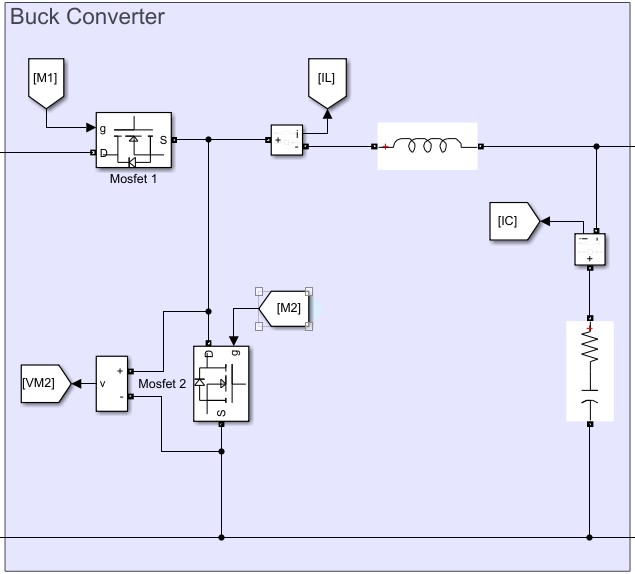 Buck Converter
[M1]
[IL]
g
D
S
Mosfet 1
+
i
-
+
[IC]
-
i
+
[M2]
+
[VM2]
v
+
-
Mosfet 2
D
g
S